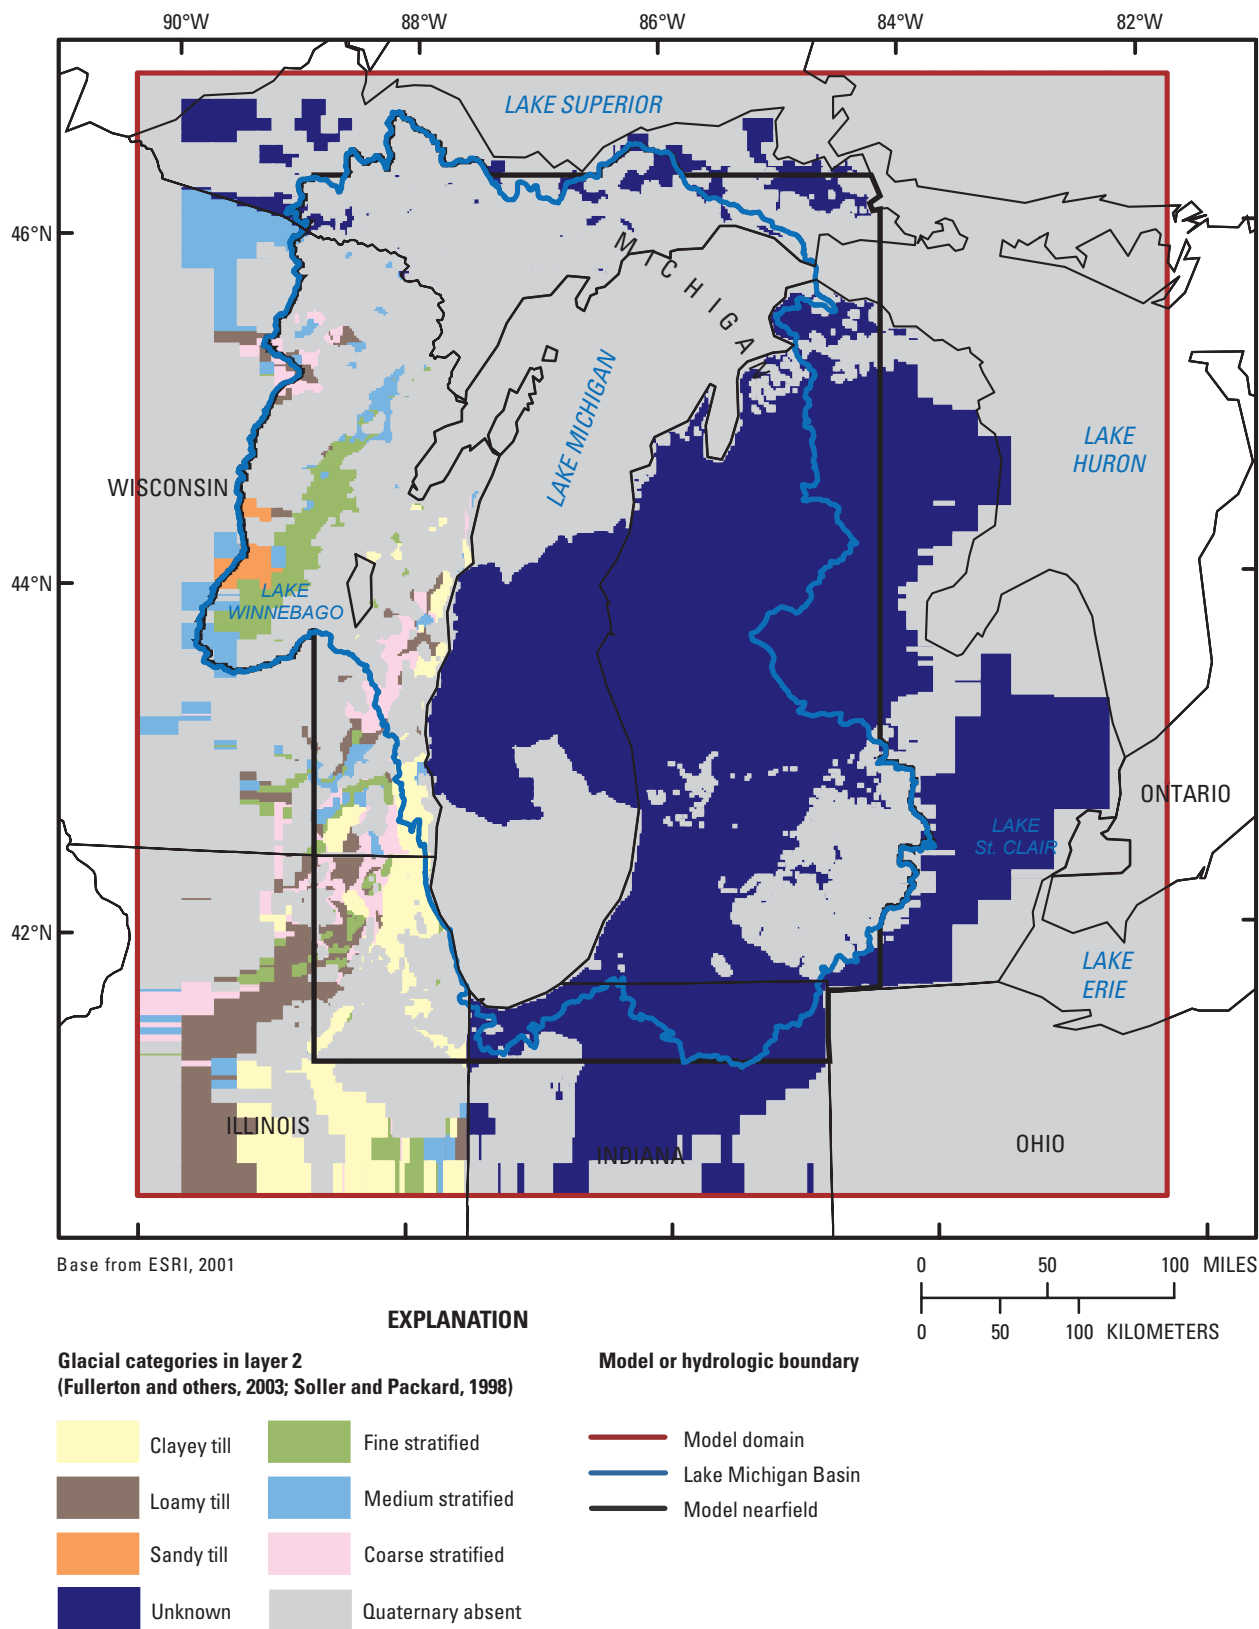 90°W 88°W 86°W 84°W 82°W
LAKE SUPERIOR
46°N
MICHIGA
LAKE MICHIGAN
LAKE
HURON
WISCONSIN
44°N
LAKE
WINNEBAGO
ONTARIO
LAKE
St. CLAIR
42°N
LAKE
ERIE
ILLINOIS
INDIANA
OHIO
Base from ESRI, 2001
0 50 100 MILES
0 50 100 KILOMETERS
EXPLANATION
Glacial categories in layer 2
(Fullerton and others, 2003; Soller and Packard, 1998)
Clayey till
Loamy till
Sandy till
Unknown
Fine stratified
Medium stratified
Coarse stratified
Quaternary absent
Model or hydrologic boundary
Model domain
Lake Michigan Basin
Model nearfield